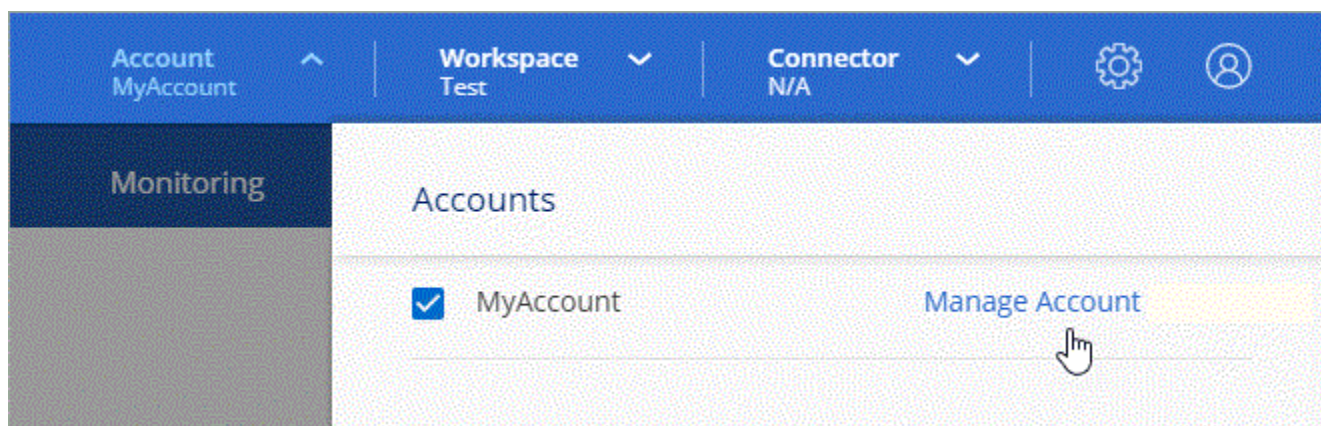 Account
MyAccount
Workspace
Test
Connector
N/A
Monitoring
Accounts
MyAccount
Manage Account